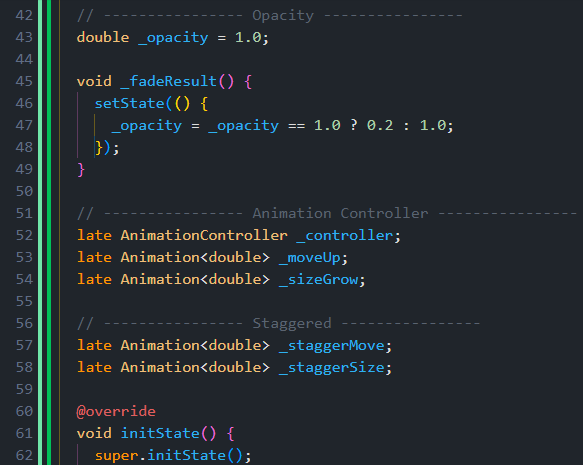 42 // ---------------- Opacity ----------------
43 double _opacity = 1.0;
44
45 void _fadeResult() {
46 setState(() {
47 _opacity = _opacity == 1.0 ? 0.2 : 1.0;
48 });
49 }
50
51 // ---------------- Animation Controller ----------------
52 late AnimationController _controller;
53 late Animation<double> _moveUp;
54 late Animation<double> _sizeGrow;
55
56 // ---------------- Staggered ----------------
57 late Animation<double> _staggerMove;
58 late Animation<double> _staggerSize;
59
60 @override
61 void initState() {
62 super.initState();